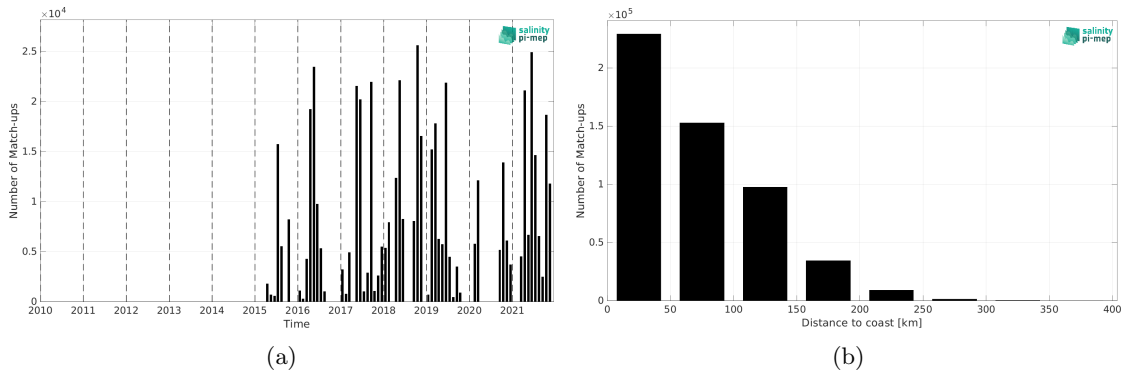 ×10⁴
2.5
2
1.5
1
0.5
0
Number of Match-ups
2010 2011 2012 2013 2014 2015 2016 2017 2018 2019 2020 2021
Time
salinity
pi-mep
(a)
×10⁵
2
1.5
1
0.5
0
Number of Match-ups
0 50 100 150 200 250 300 350 400
Distance to coast [km]
salinity
pi-mep
(b)